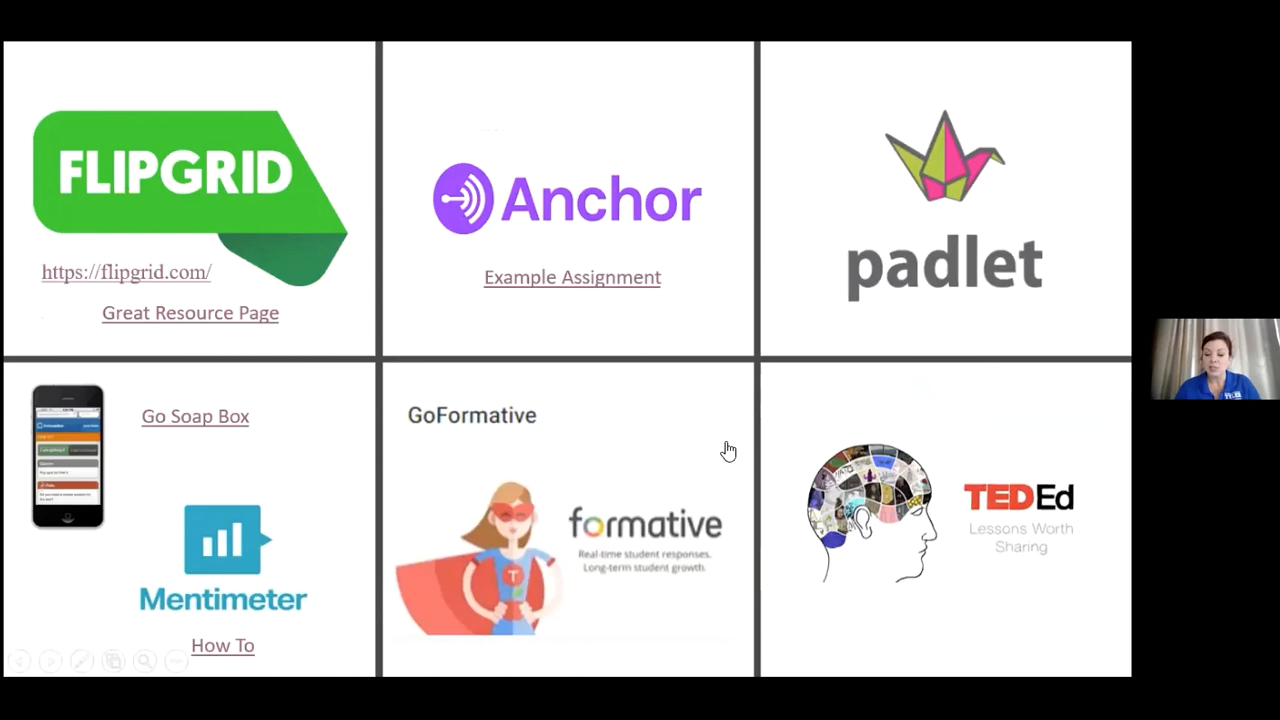 FLIPGRID
https://flipgrid.com/
Great Resource Page
Anchor
Example Assignment
padlet
Go Soap Box
Mentimeter
How To
GoFormative
formative
Real-time student responses.
Long-term student growth.
T
TEDEd
Lessons Worth
Sharing